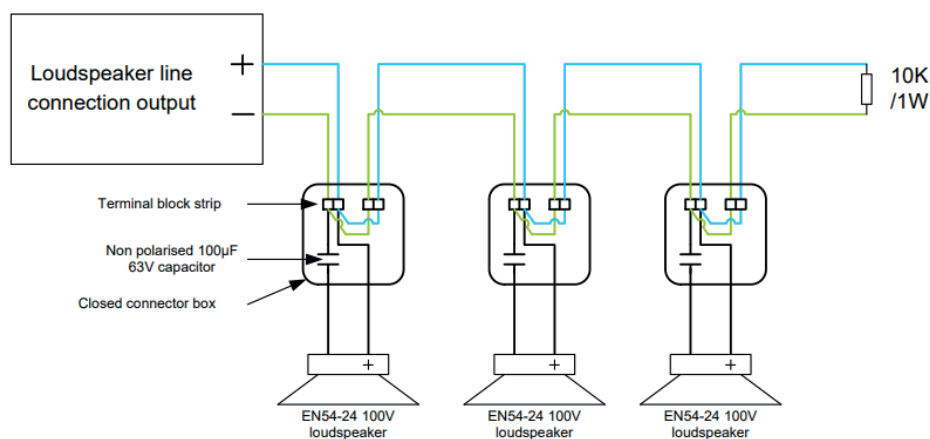 Loudspeaker line
connection output
+
−
10K
/1W
Terminal block strip
Non polarised 100µF
63V capacitor
Closed connector box
+
+
+
EN54-24 100V
loudspeaker
EN54-24 100V
loudspeaker
EN54-24 100V
loudspeaker